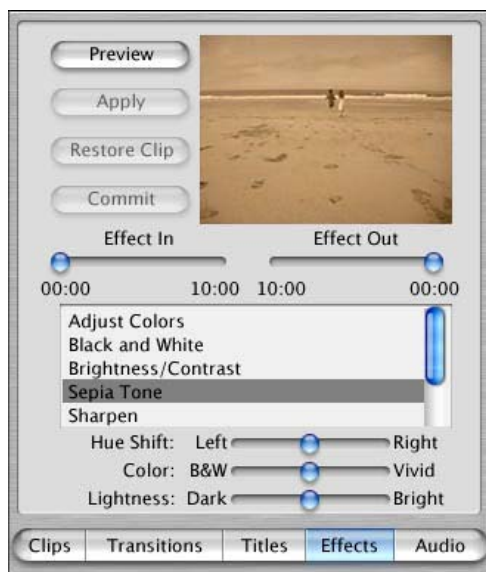 Preview
Apply
Restore Clip
Commit
Effect In Effect Out
00:00 10:00 10:00 00:00
Adjust Colors
Black and White
Brightness/Contrast
Sepia Tone
Sharpen
Hue Shift: Left Right
Color: B&W Vivid
Lightness: Dark Bright
Clips Transitions Titles Effects Audio